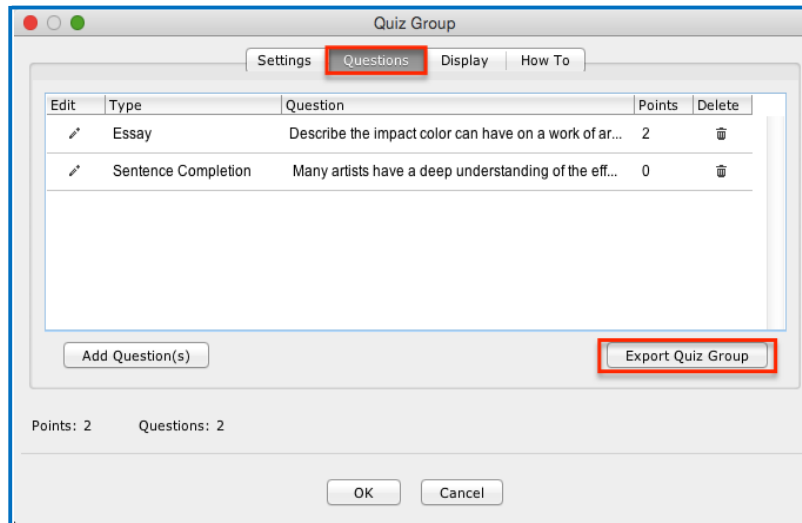 Quiz Group
Settings Questions Display How To
Edit Type Question Points Delete
Essay Describe the impact color can have on a work of ar... 2
Sentence Completion Many artists have a deep understanding of the eff... 0
Add Question(s) Export Quiz Group
Points: 2 Questions: 2
OK Cancel